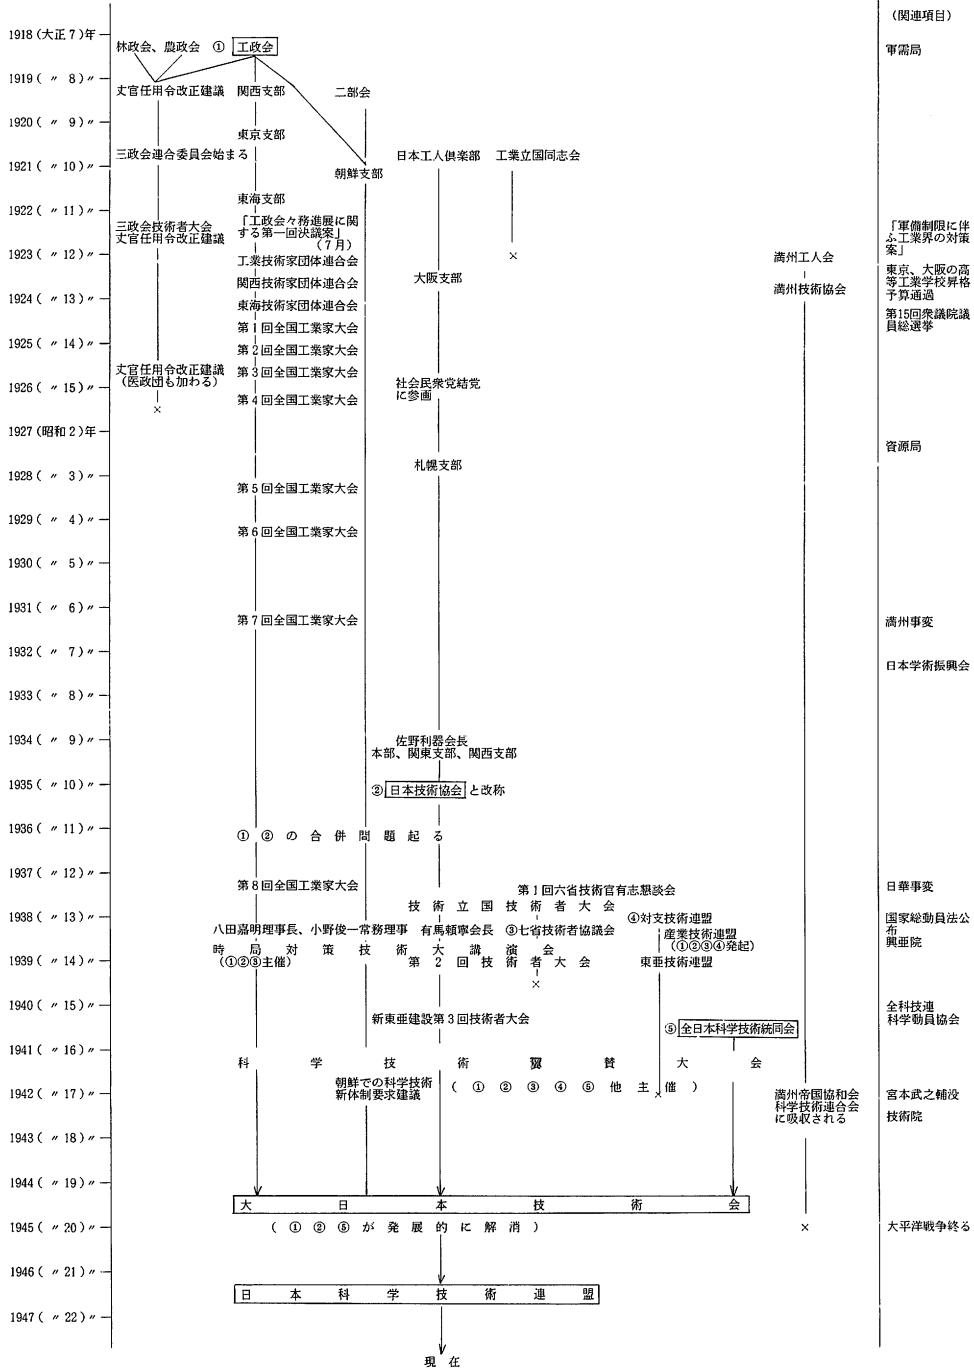 (関連項目)
1918(大正7)年
林政会、農政会 ① 工政会
軍需局
1919( 〃 8)〃
文官任用令改正建議 関西支部 二部会
1920( 〃 9)〃
東京支部
三政会連合委員会始まる 日本工人倶楽部 工業立国同志会
1921( 〃 10)〃
朝鮮支部
東海支部
1922( 〃 11)〃
三政会技術者大会
文官任用令改正建議
「工政会々務進展に関
する第一回決議案」
(7月)
「軍備制限に伴
ふ工業界の対策
案」
1923( 〃 12)〃
× 満州工人会
工業技術家団体連合会
大阪支部
東京、大阪の高
等工業学校昇格
予算通過
関西技術家団体連合会
満州技術協会
1924( 〃 13)〃
東海技術家団体連合会
第15回衆議院議
員総選挙
第1回全国工業家大会
1925( 〃 14)〃
第2回全国工業家大会
文官任用令改正建議
(医政団も加わる)
第3回全国工業家大会
1926( 〃 15)〃
社会民衆党結党
に参画
第4回全国工業家大会
×
1927(昭和2)年
資源局
札幌支部
1928( 〃 3)〃
第5回全国工業家大会
1929( 〃 4)〃
第6回全国工業家大会
1930( 〃 5)〃
1931( 〃 6)〃
第7回全国工業家大会
満州事変
1932( 〃 7)〃
日本学術振興会
1933( 〃 8)〃
1934( 〃 9)〃
佐野利器会長
本部、関東支部、関西支部
1935( 〃 10)〃
②日本技術協会と改称
1936( 〃 11)〃
①②の合併問題起る
1937( 〃 12)〃
第8回全国工業家大会
日華事変
第1回六省技術官有志懇談会
技術立国技術者大会
1938( 〃 13)〃
④対支技術連盟
国家総動員法公
布
八田嘉明理事長、小野俊一常務理事 有馬頼寧会長 ③七省技術者協議会
産業技術連盟
(①②③④発起)
興亜院
時局対策技術大講演会
(①②③主催)
1939( 〃 14)〃
第2回技術者大会
東亜技術連盟
×
1940( 〃 15)〃
全科技連
科学動員協会
新東亜建設第3回技術者大会
⑤全日本科学技術統同会
1941( 〃 16)〃
科学技術翼賛大会
(①②③④⑤他主催)
朝鮮での科学技術
新体制要求建議
1942( 〃 17)〃
×
満州帝国協和会
科学技術連合会
に吸収される
宮本武之輔没
技術院
1943( 〃 18)〃
1944( 〃 19)〃
大日本技術会
1945( 〃 20)〃
(①②⑤が発展的に解消)
×
太平洋戦争終る
1946( 〃 21)〃
日本科学技術連盟
1947( 〃 22)〃
現在